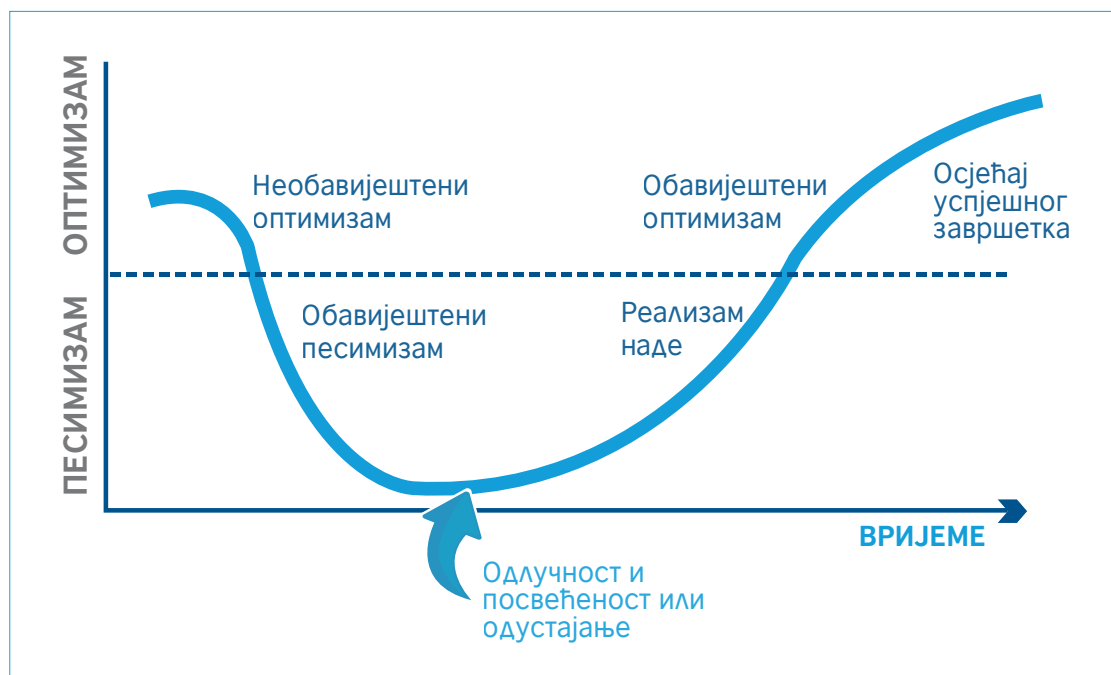 ОПТИМИЗАМ
ПЕСИМИЗАМ
Необавијештени
оптимизам
Обавијештени
песимизам
Обавијештени
оптимизам
Реализам
наде
Осјећај
успјешног
завршетка
ВРИЈЕМЕ
Одлучност и
посвећеност или
одустајање